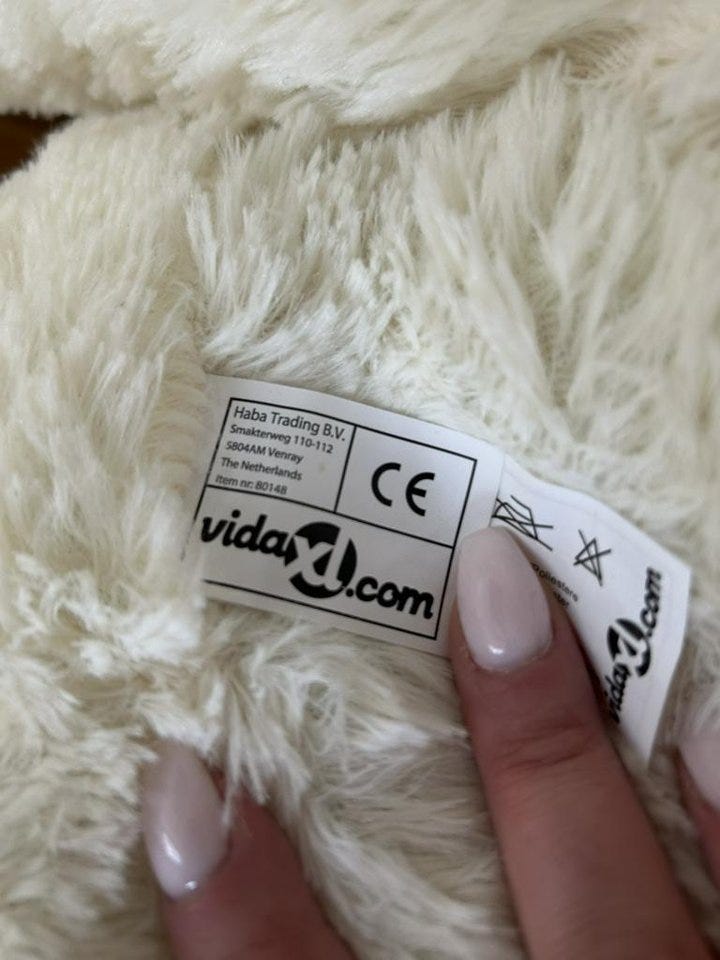 Haba Trading B.V.
Smakterweg 110-112
5804AM Venray
The Netherlands
Item nr: 80148
CE
vidaXL.com
vidaXL.com